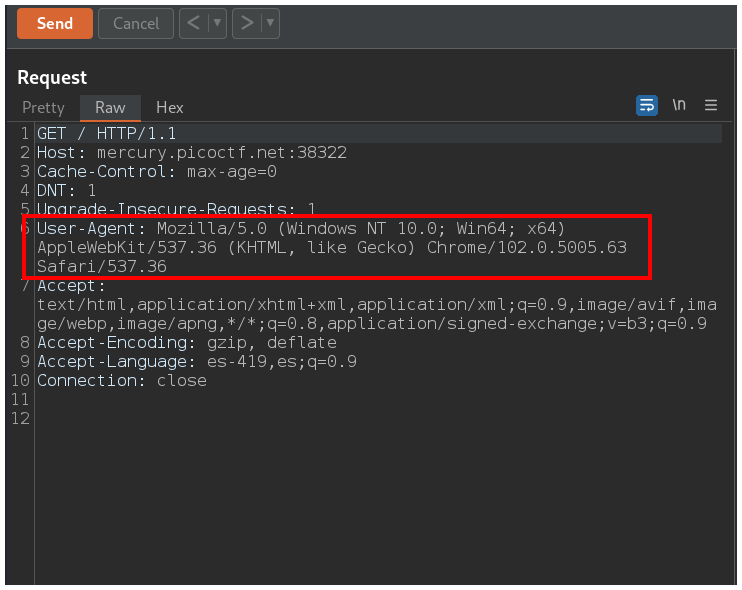 Send Cancel < >
Request
Pretty Raw Hex \n
1 GET / HTTP/1.1
2 Host: mercury.picoctf.net:38322
3 Cache-Control: max-age=0
4 DNT: 1
5 Upgrade-Insecure-Requests: 1
6 User-Agent: Mozilla/5.0 (Windows NT 10.0; Win64; x64)
AppleWebKit/537.36 (KHTML, like Gecko) Chrome/102.0.5005.63
Safari/537.36
7 Accept:
text/html,application/xhtml+xml,application/xml;q=0.9,image/avif,ima
ge/webp,image/apng,*/*;q=0.8,application/signed-exchange;v=b3;q=0.9
8 Accept-Encoding: gzip, deflate
9 Accept-Language: es-419,es;q=0.9
10 Connection: close
11
12